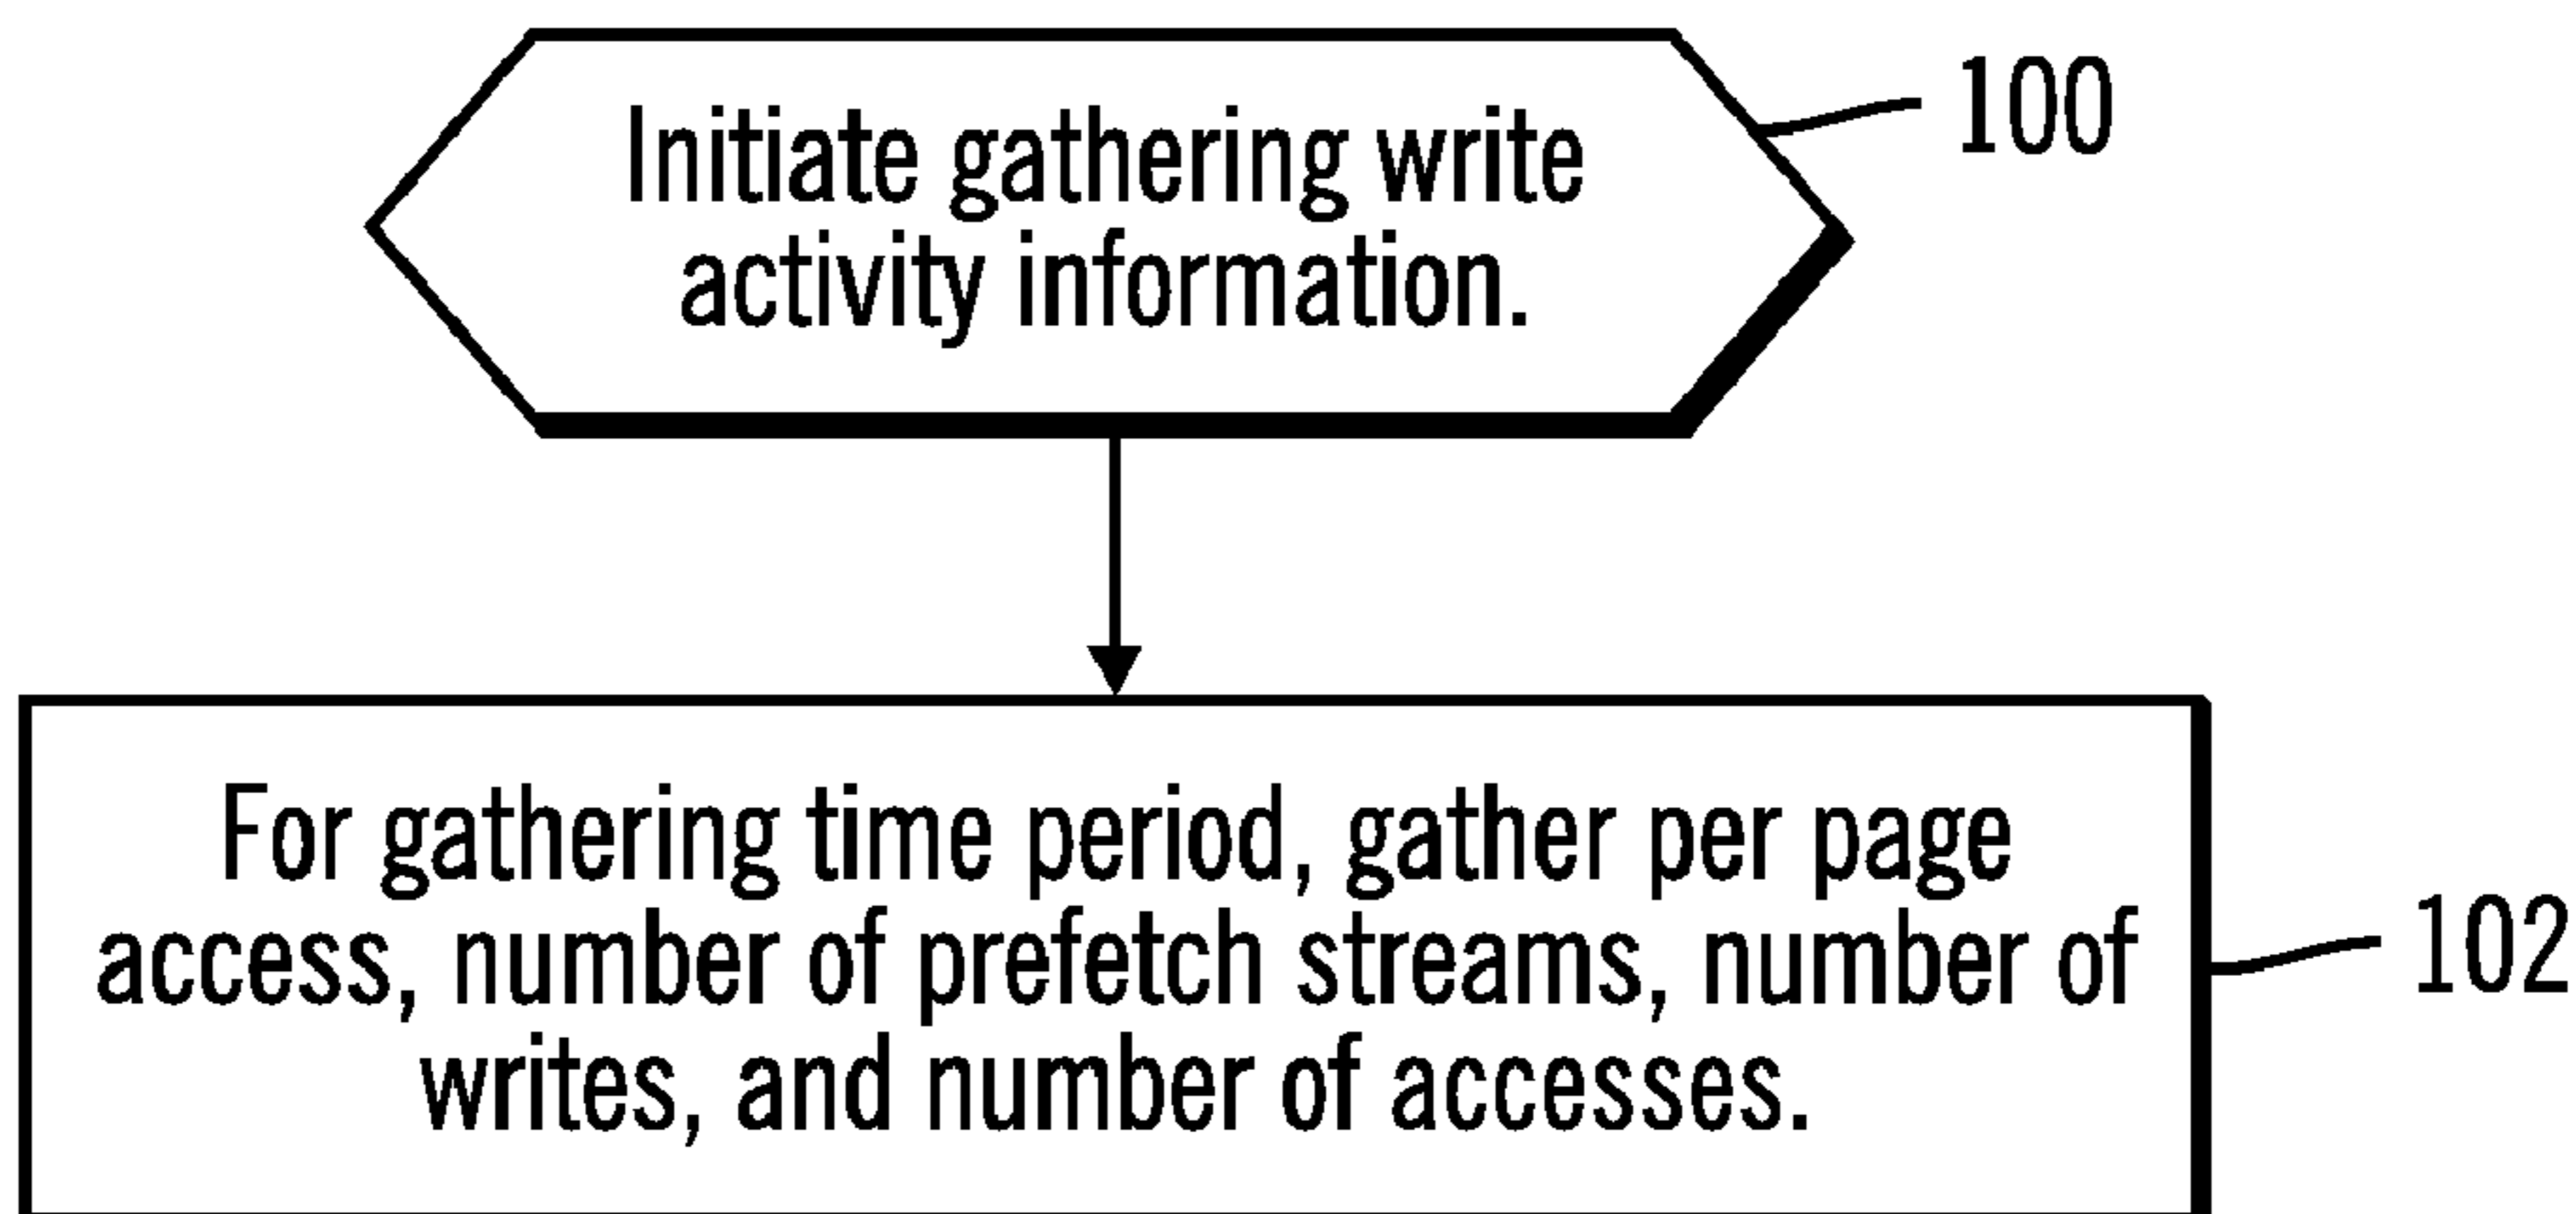 Initiate gathering write
activity information.
100
For gathering time period, gather per page
access, number of prefetch streams, number of
writes, and number of accesses.
102